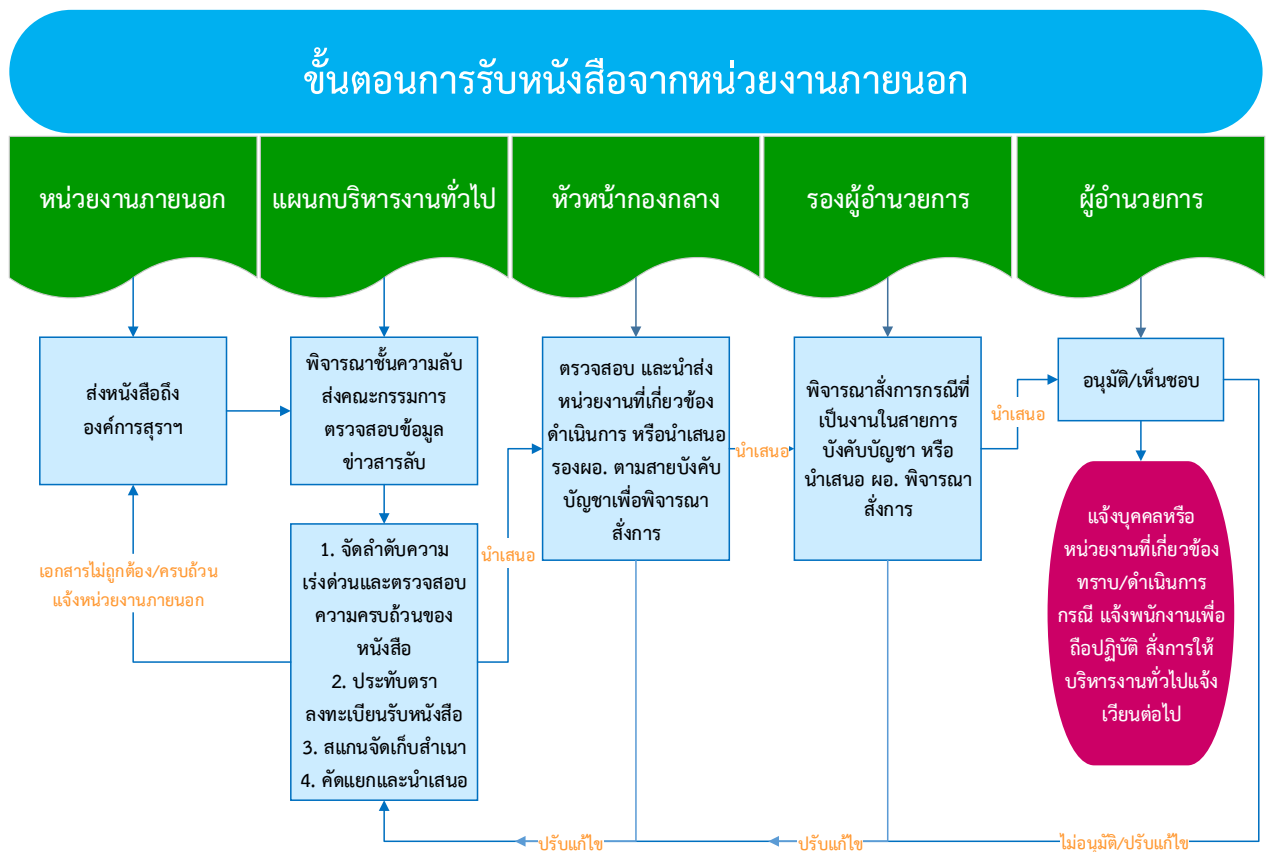 ขั้นตอนการรับหนังสือจากหน่วยงานภายนอก
หน่วยงานภายนอก
แผนกบริหารงานทั่วไป
หัวหน้ากองกลาง
รองผู้อำนวยการ
ผู้อำนวยการ
ส่งหนังสือถึง
องค์การสุราฯ
พิจารณาชั้นความลับ
ส่งคณะกรรมการ
ตรวจสอบข้อมูล
ข่าวสารลับ
ตรวจสอบ และนำส่ง
หน่วยงานที่เกี่ยวข้อง
ดำเนินการ หรือนำเสนอ
รองผอ. ตามสายบังคับ
บัญชาเพื่อพิจารณา
สั่งการ
นำเสนอ
พิจารณาสั่งการกรณีที่
เป็นงานในสายการ
บังคับบัญชา หรือ
นำเสนอ ผอ. พิจารณา
สั่งการ
นำเสนอ
อนุมัติ/เห็นชอบ
เอกสารไม่ถูกต้อง/ครบถ้วน
แจ้งหน่วยงานภายนอก
1. จัดลำดับความ
เร่งด่วนและตรวจสอบ
ความครบถ้วนของ
หนังสือ
2. ประทับตรา
ลงทะเบียนรับหนังสือ
3. สแกนจัดเก็บสำเนา
4. คัดแยกและนำเสนอ
นำเสนอ
แจ้งบุคคลหรือ
หน่วยงานที่เกี่ยวข้อง
ทราบ/ดำเนินการ
กรณี แจ้งพนักงานเพื่อ
ถือปฏิบัติ สั่งการให้
บริหารงานทั่วไปแจ้ง
เวียนต่อไป
ปรับแก้ไข
ปรับแก้ไข
ไม่อนุมัติ/ปรับแก้ไข